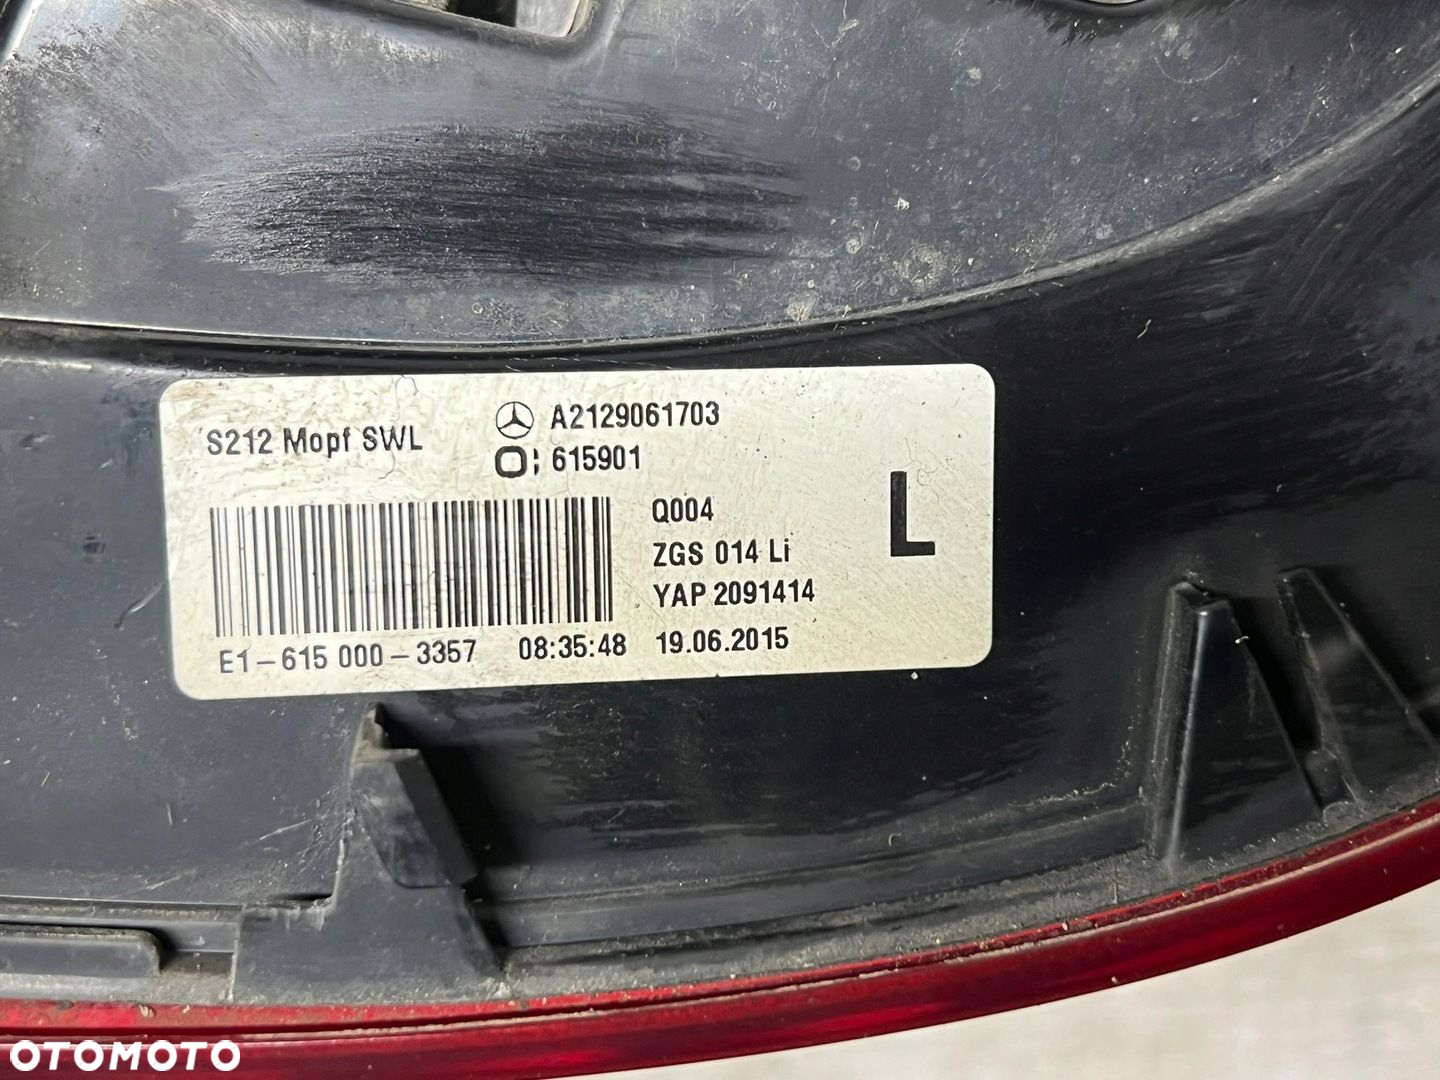 S212 Mopf SWL
A2129061703
O; 615901
Q004
ZGS 014 Li
YAP 2091414
L
E1-615 000-3357 08:35:48 19.06.2015
OTOMOTO